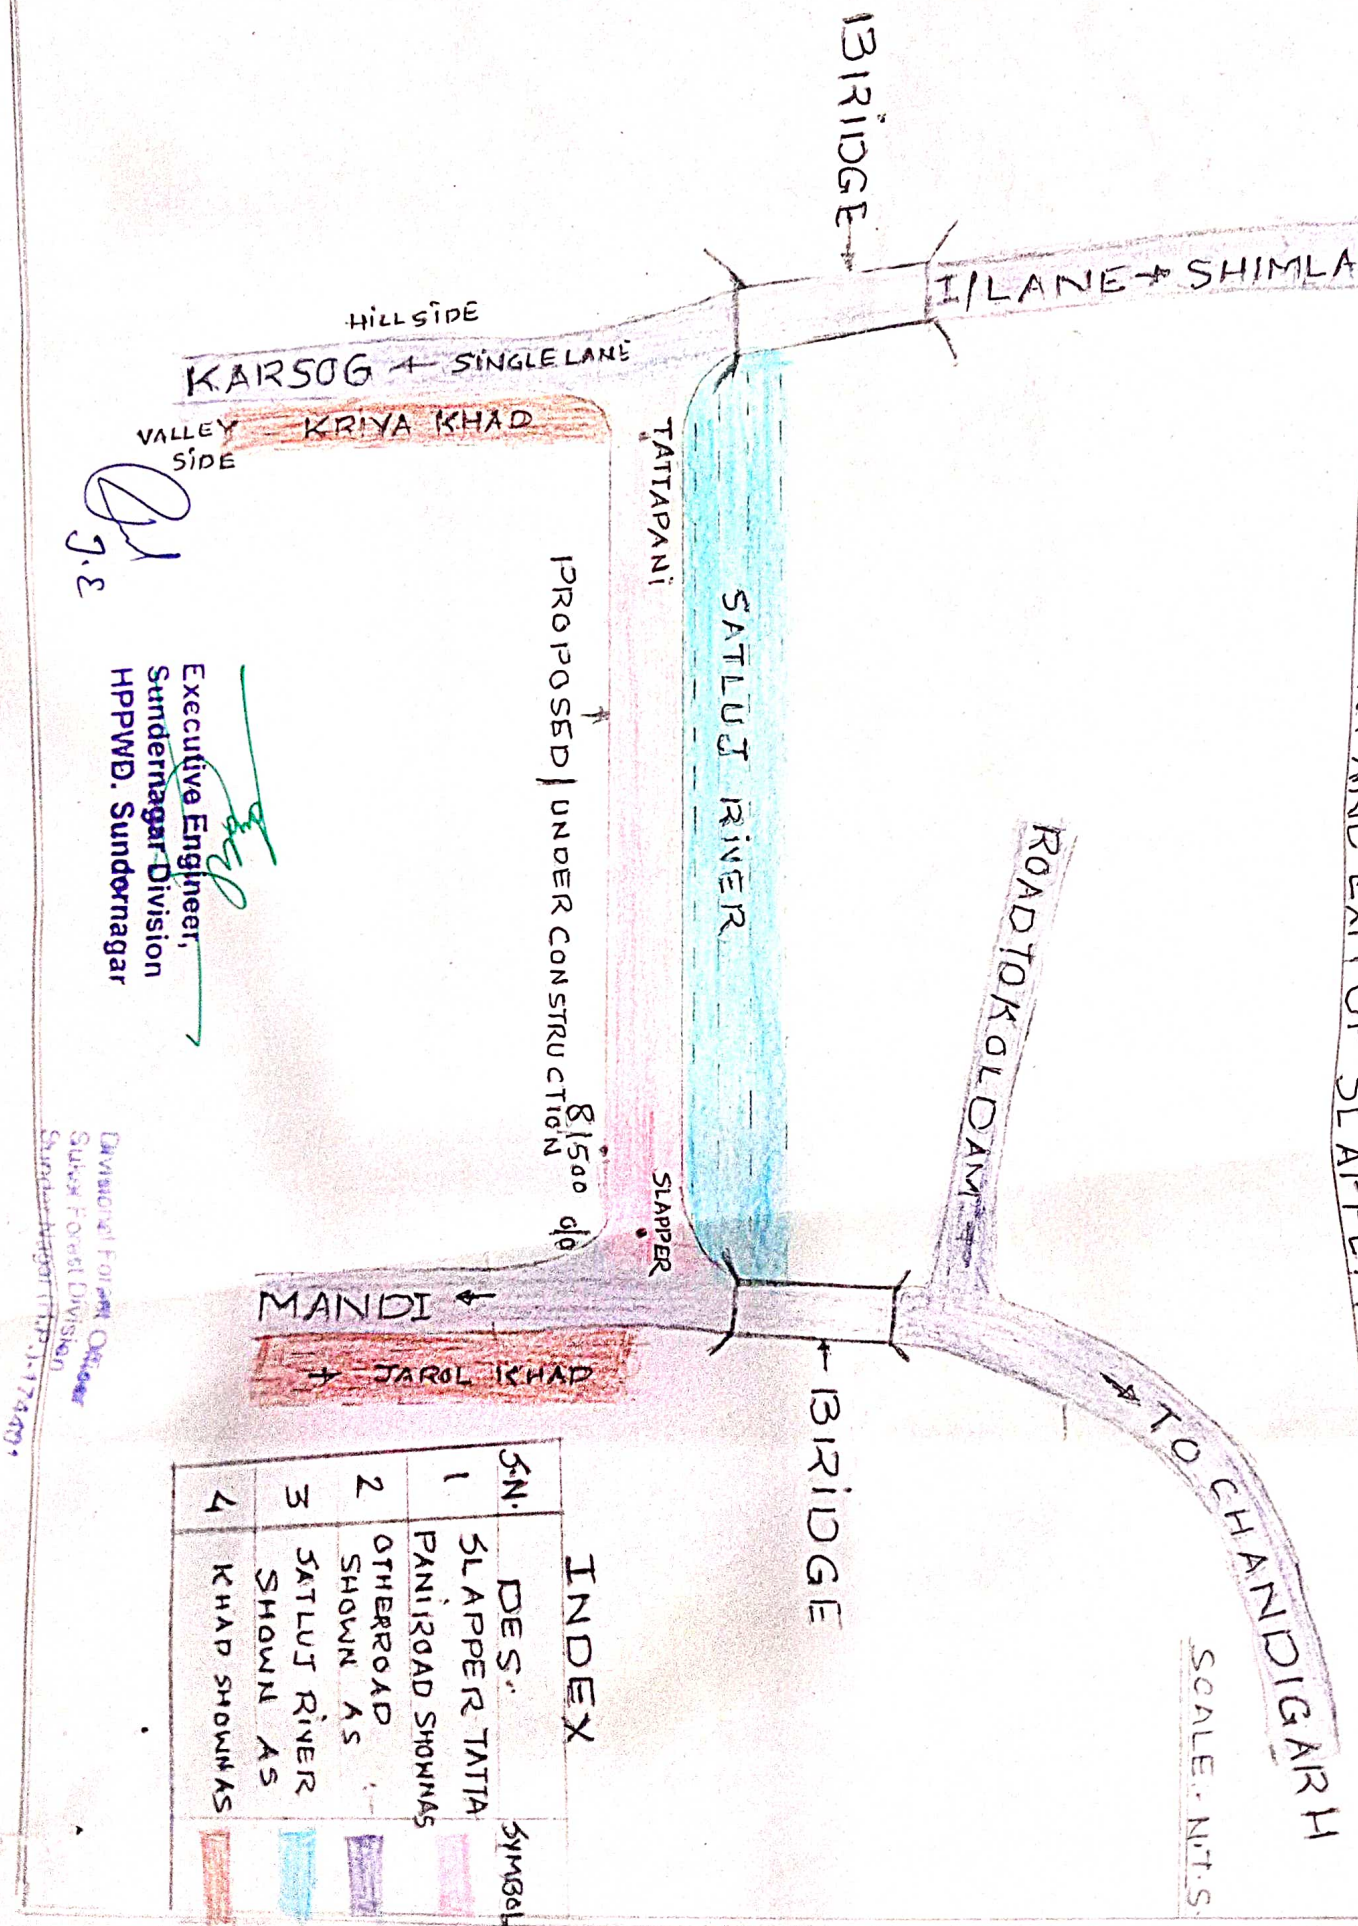 AND LAY
BRIDGE
I/LANE → SHIMLA
HILL SIDE
KARSOG ← SINGLE LANE
KRIYA KHAD
VALLEY
SIDE
TATTAPANI
SATLUJ RIVER
PROPOSED / UNDER CONSTRUCTION
8/500
SLAPPER
ROAD TO KOLDAM
MANDI
JAROL KHAD
BRIDGE
TO CHANDIGARH
SCALE. N.T.S
J.E
Executive Engineer,
Sundernagar Division
HPPWD. Sundernagar
Divisional Forest Officer
Suket Forest Division
INDEX
S.N. DES. SYMBOL
1 SLAPPER TATTA
PANI ROAD SHOWN AS
2 OTHER ROAD
SHOWN AS
3 SATLUJ RIVER
SHOWN AS
4 KHAD SHOWN AS